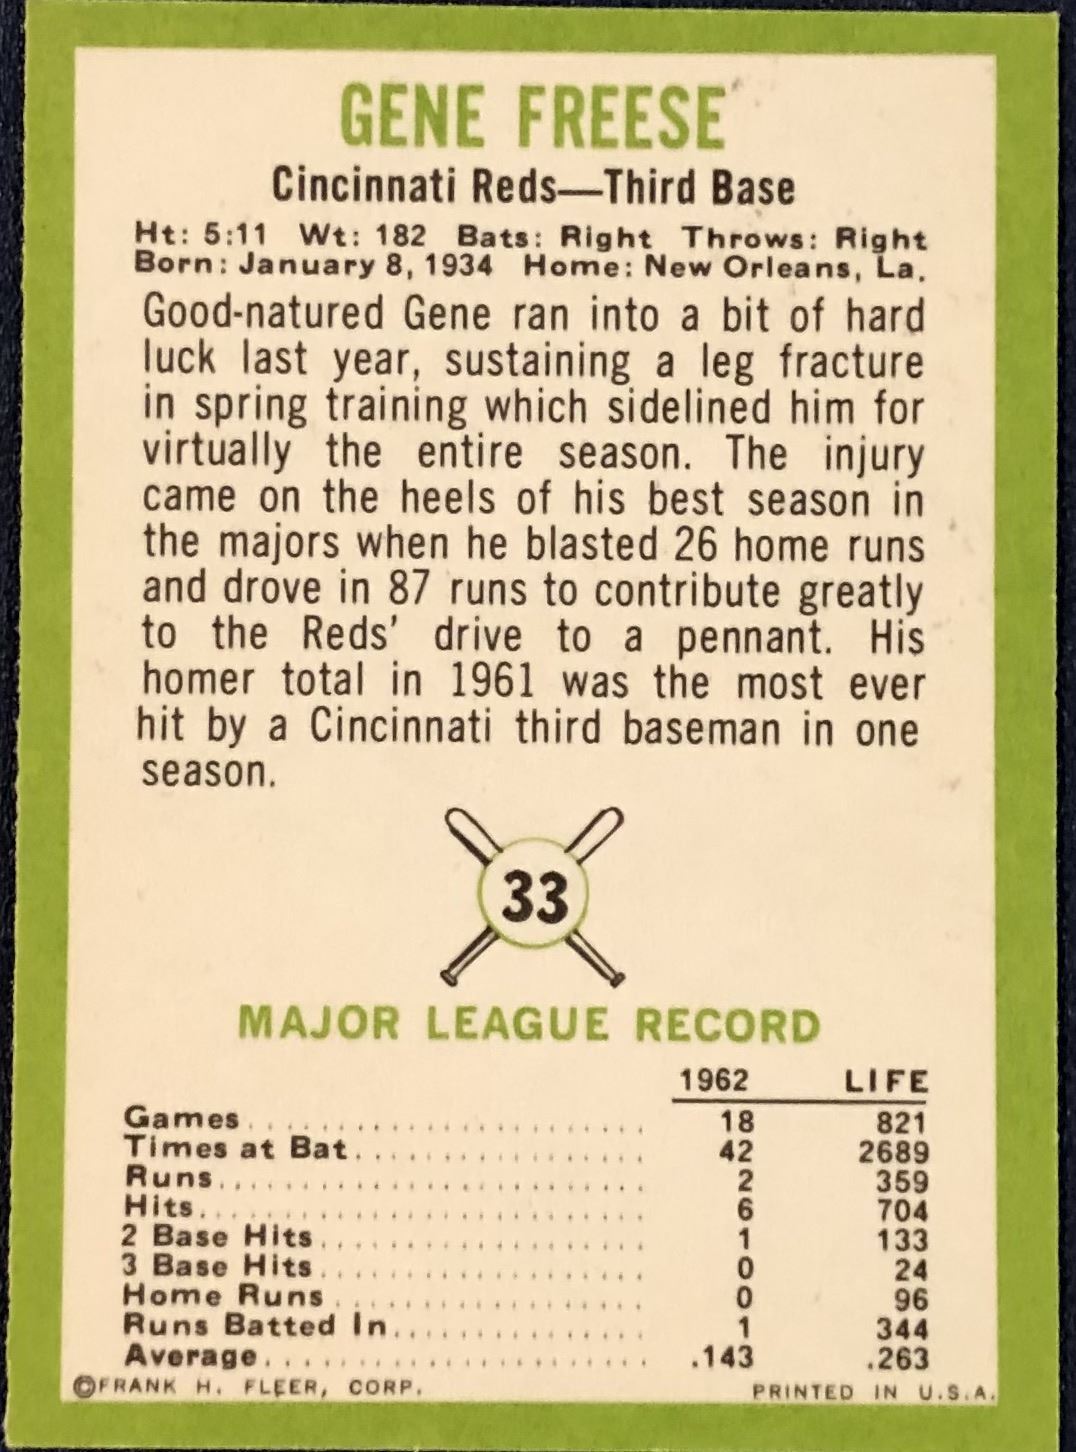 GENE FREESE
Cincinnati Reds—Third Base
Ht: 5:11 Wt: 182 Bats: Right Throws: Right
Born: January 8, 1934 Home: New Orleans, La.
Good-natured Gene ran into a bit of hard
luck last year, sustaining a leg fracture
in spring training which sidelined him for
virtually the entire season. The injury
came on the heels of his best season in
the majors when he blasted 26 home runs
and drove in 87 runs to contribute greatly
to the Reds' drive to a pennant. His
homer total in 1961 was the most ever
hit by a Cincinnati third baseman in one
season.
33
MAJOR LEAGUE RECORD
1962 LIFE
Games 18 821
Times at Bat 42 2689
Runs 2 359
Hits 6 704
2 Base Hits 1 133
3 Base Hits 0 24
Home Runs 0 96
Runs Batted In 1 344
Average .143 .263
©FRANK H. FLEER, CORP. PRINTED IN U.S.A.